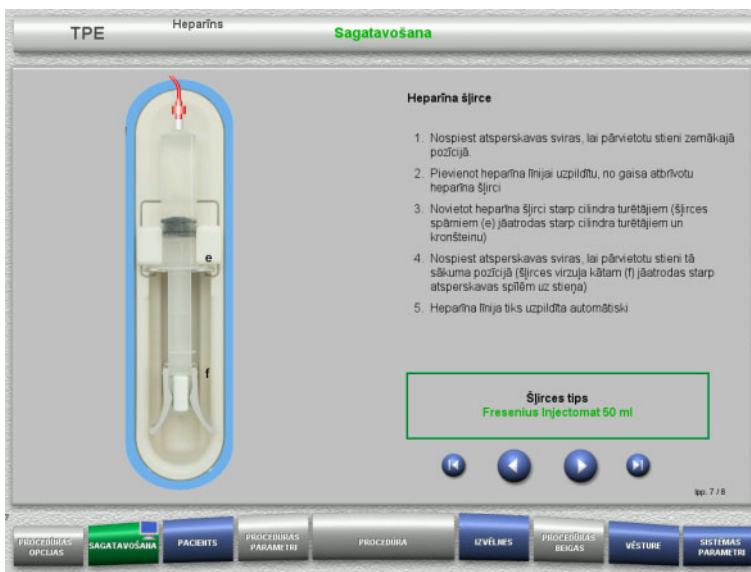 TPE
Heparīns
Sagatavošana
Heparīna šļirce
1. Nospiest atsperskavas sviras, lai pārvietotu stieni zemākajā
pozīcijā.
2. Pievienot heparīna līnijai uzpildītu, no gaisa atbrīvotu
heparīna šļirci
3. Novietot heparīna šļirci starp cilindra turētājiem (šļirces
spārniem (e) jāatrodas starp cilindra turētājiem un
kronšteinu)
4. Nospiest atsperskavas sviras, lai pārvietotu stieni tā
sākuma pozīcijā (šļirces virzuļa kātam (f) jāatrodas starp
atsperskavas spīlēm uz stieņa)
5. Heparīna līnija tiks uzpildīta automātiski
e
f
Šļirces tips
Fresenius Injectomat 50 ml
lpp. 7 / 8
PROCEDŪRAS
OPCIJAS
SAGATAVOŠANA
PACIENTS
PROCEDŪRAS
PARAMETRI
PROCEDŪRA
IZVĒLNES
PROCEDŪRAS
BEIGAS
VĒSTURE
SISTĒMAS
PARAMETRI